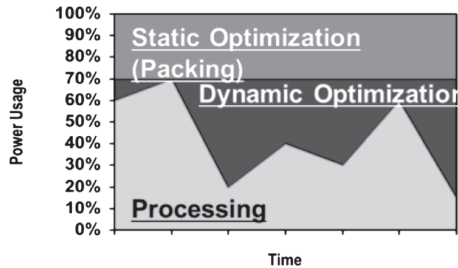 100%
90%
80%
70%
60%
50%
40%
30%
20%
10%
0%
Power Usage
Static Optimization
(Packing)
Dynamic Optimization
Processing
Time